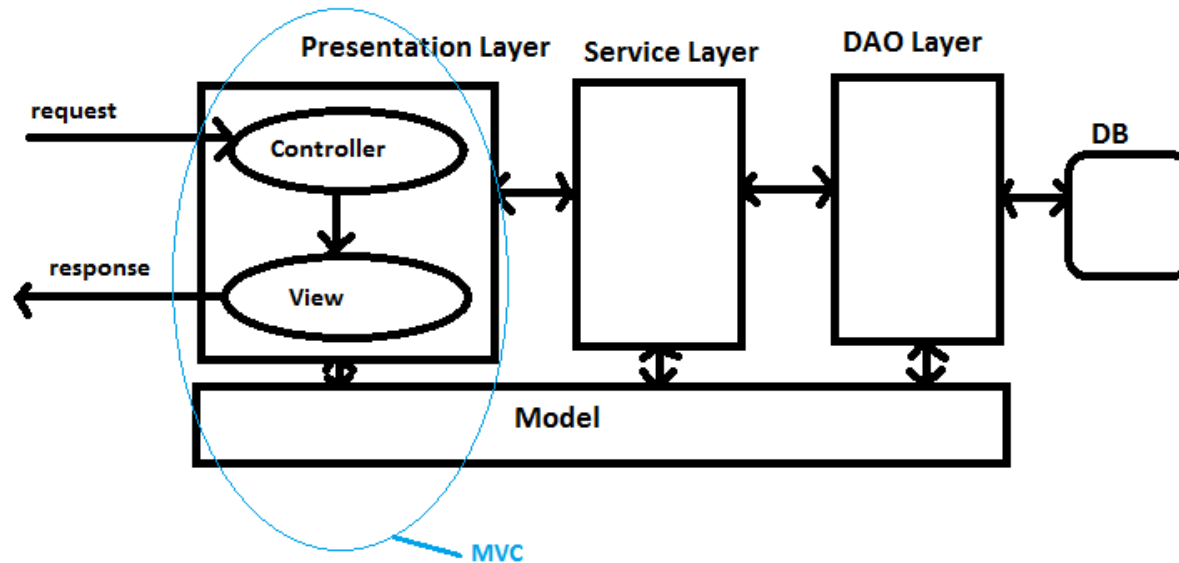 Presentation Layer
Service Layer
DAO Layer
request
Controller
DB
response
View
Model
MVC